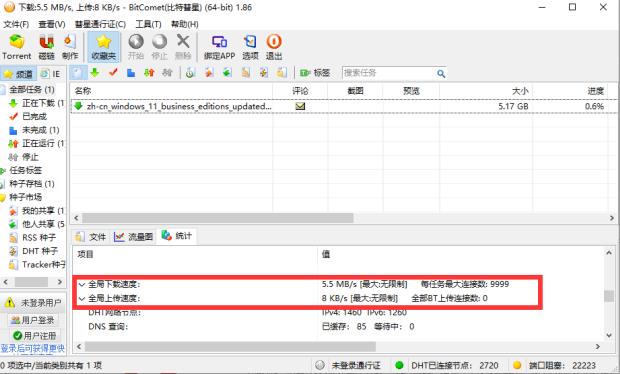 下载:5.5 MB/s, 上传:8 KB/s - BitComet(比特彗星) (64-bit) 1.86
文件(F) 查看(V) 彗星通行证(C) 工具(T) 帮助(H)
Torrent 磁链 制作 收藏夹 开始 停止 删除 绑定APP 选项 退出
频道 IE 标签 搜索任务
全部任务 (1)
正在下载 (1
已完成
未完成 (1)
正在运行 (1
停止
任务标签
种子存档 (1)
种子市场
我的共享 (1
他人共享 (5
RSS 种子
DHT 种子
Tracker种子
未登录用户
用户登录
用户注册
登录后可获得更快
名称 评论 截图 预览 大小 进度
zh-cn_windows_11_business_editions_updated... 5.17 GB 0.6%
文件 流量图 统计
项目 值
全局下载速度: 5.5 MB/s [最大:无限制] 每任务最大连接数: 9999
全局上传速度: 8 KB/s [最大:无限制] 全部BT上传连接数: 0
DHT网络节点: IPv4: 1460 IPv6: 1260
DNS 查询: 已缓存: 85 等待中: 0
0 项选中/当前类别共有 1 项 未登录通行证 DHT已连接节点: 2720 端口阻塞: 22223